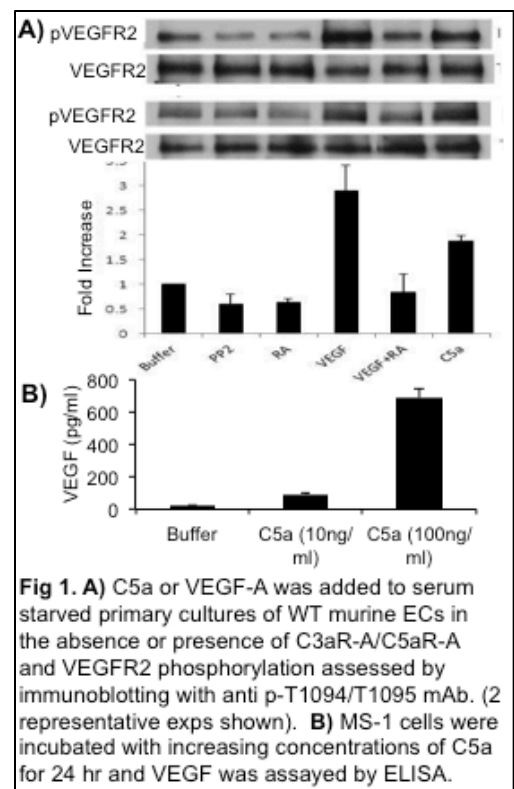 A) pVEGFR2
VEGFR2
pVEGFR2
VEGFR2
3.5
3
2.5
2
1.5
1
0.5
0
Fold Increase
Buffer PP2 RA VEGF VEGF+RA C5a
B)
800
600
400
200
0
VEGF (pg/ml)
Buffer C5a (10ng/ C5a (100ng/
ml) ml)
Fig 1. A) C5a or VEGF-A was added to serum
starved primary cultures of WT murine ECs in
the absence or presence of C3aR-A/C5aR-A
and VEGFR2 phosphorylation assessed by
immunoblotting with anti p-T1094/T1095 mAb. (2
representative exps shown). B) MS-1 cells were
incubated with increasing concentrations of C5a
for 24 hr and VEGF was assayed by ELISA.